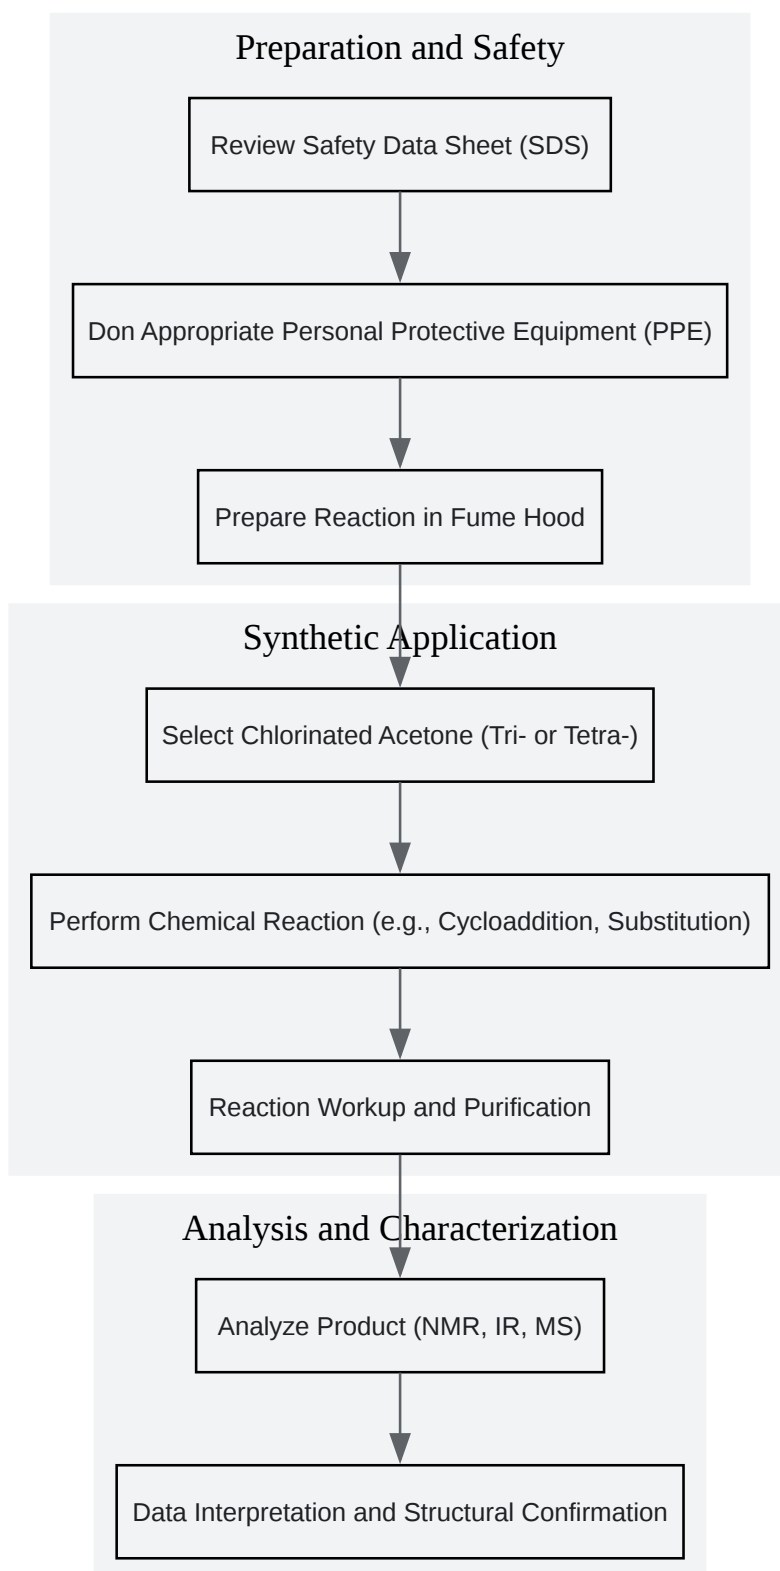 Preparation and Safety
Review Safety Data Sheet (SDS)
Don Appropriate Personal Protective Equipment (PPE)
Prepare Reaction in Fume Hood
Synthetic Application
Select Chlorinated Acetone (Tri- or Tetra-)
Perform Chemical Reaction (e.g., Cycloaddition, Substitution)
Reaction Workup and Purification
Analysis and Characterization
Analyze Product (NMR, IR, MS)
Data Interpretation and Structural Confirmation